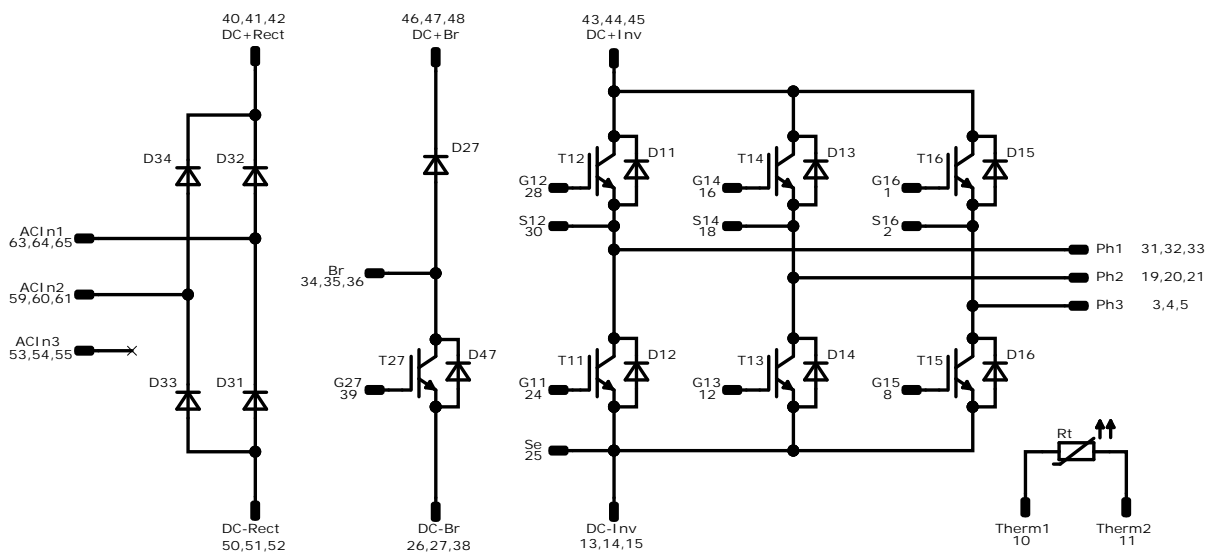 40,41,42
DC+Rect
46,47,48
DC+Br
43,44,45
DC+Inv
D34
D32
D27
T12
D11
T14
D13
T16
D15
G12
28
G14
16
G16
1
S12
30
S14
18
S16
2
ACIn1
63,64,65
Ph1 31,32,33
Br
34,35,36
Ph2 19,20,21
ACIn2
59,60,61
Ph3 3,4,5
ACIn3
53,54,55
D33
D31
T27
D47
T11
D12
T13
D14
T15
D16
G27
39
G11
24
G13
12
G15
8
Se
25
Rt
DC-Rect
50,51,52
DC-Br
26,27,38
DC-Inv
13,14,15
Therm1
10
Therm2
11